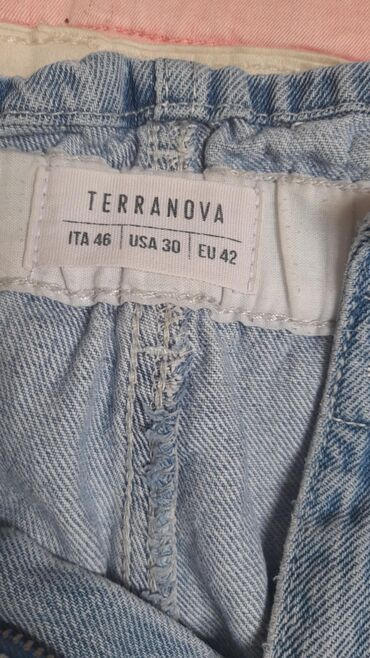 TERRANOVA
ITA 46 | USA 30 | EU 42